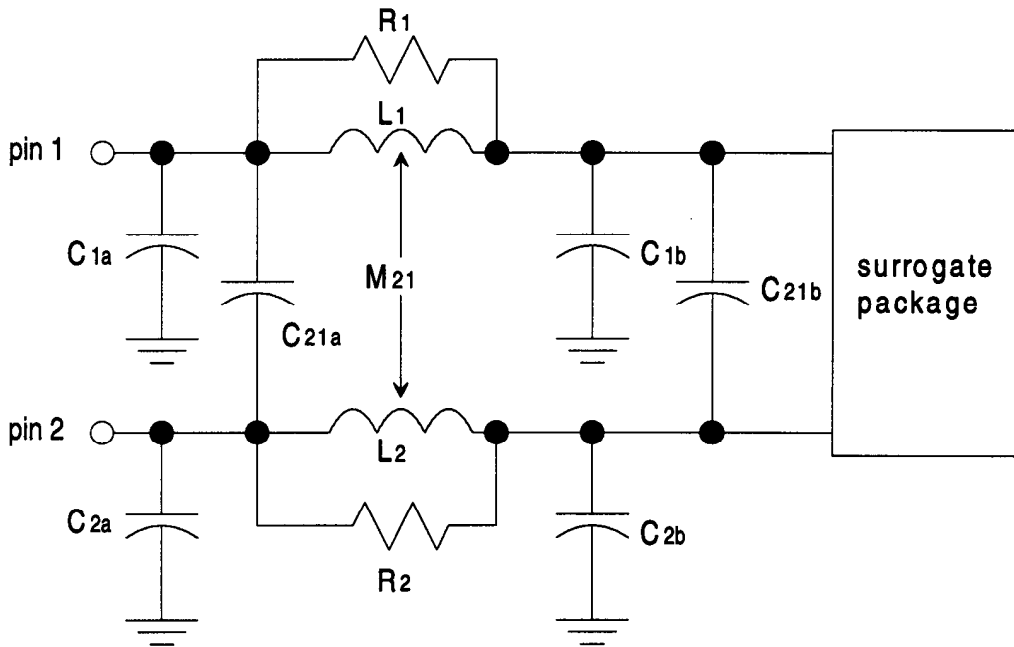 R1
L1
pin 1
C1a
C21a
M21
C1b
C21b
surrogate
package
pin 2
L2
C2a
R2
C2b